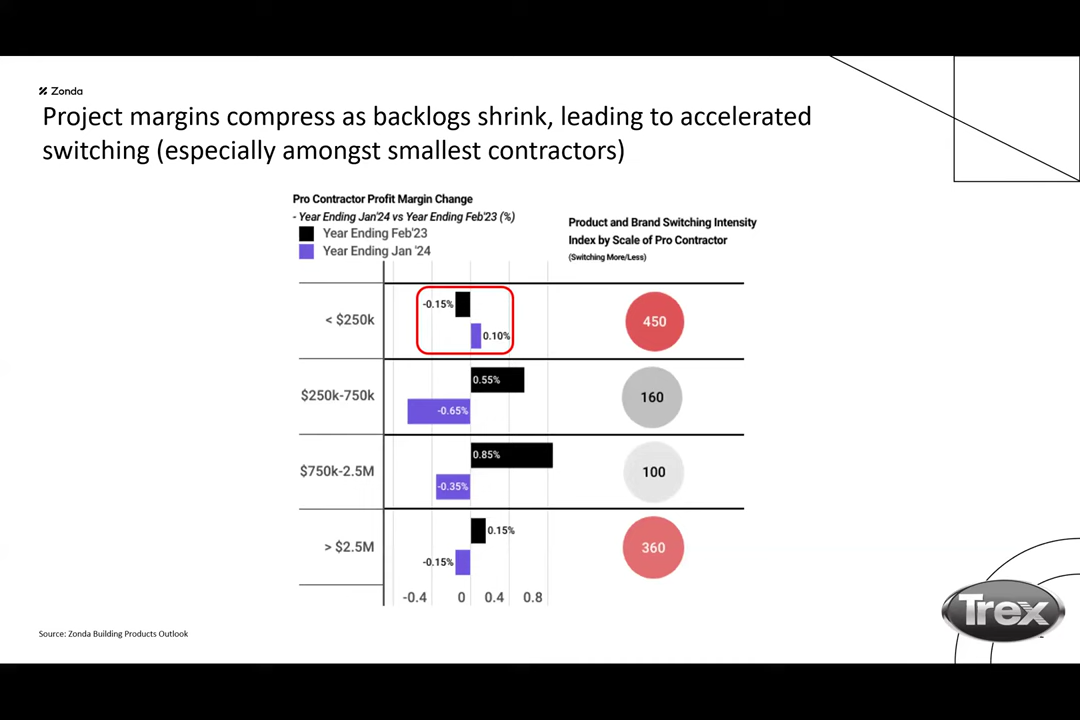 Zonda
Project margins compress as backlogs shrink, leading to accelerated
switching (especially amongst smallest contractors)
Pro Contractor Profit Margin Change
- Year Ending Jan'24 vs Year Ending Feb'23 (%)
Year Ending Feb'23
Year Ending Jan '24
Product and Brand Switching Intensity
Index by Scale of Pro Contractor
(Switching More/Less)
< $250k
-0.15%
0.10%
450
$250k-750k
0.55%
-0.65%
160
$750k-2.5M
0.85%
-0.35%
100
> $2.5M
0.15%
-0.15%
360
-0.4 0 0.4 0.8
Trex
Source: Zonda Building Products Outlook